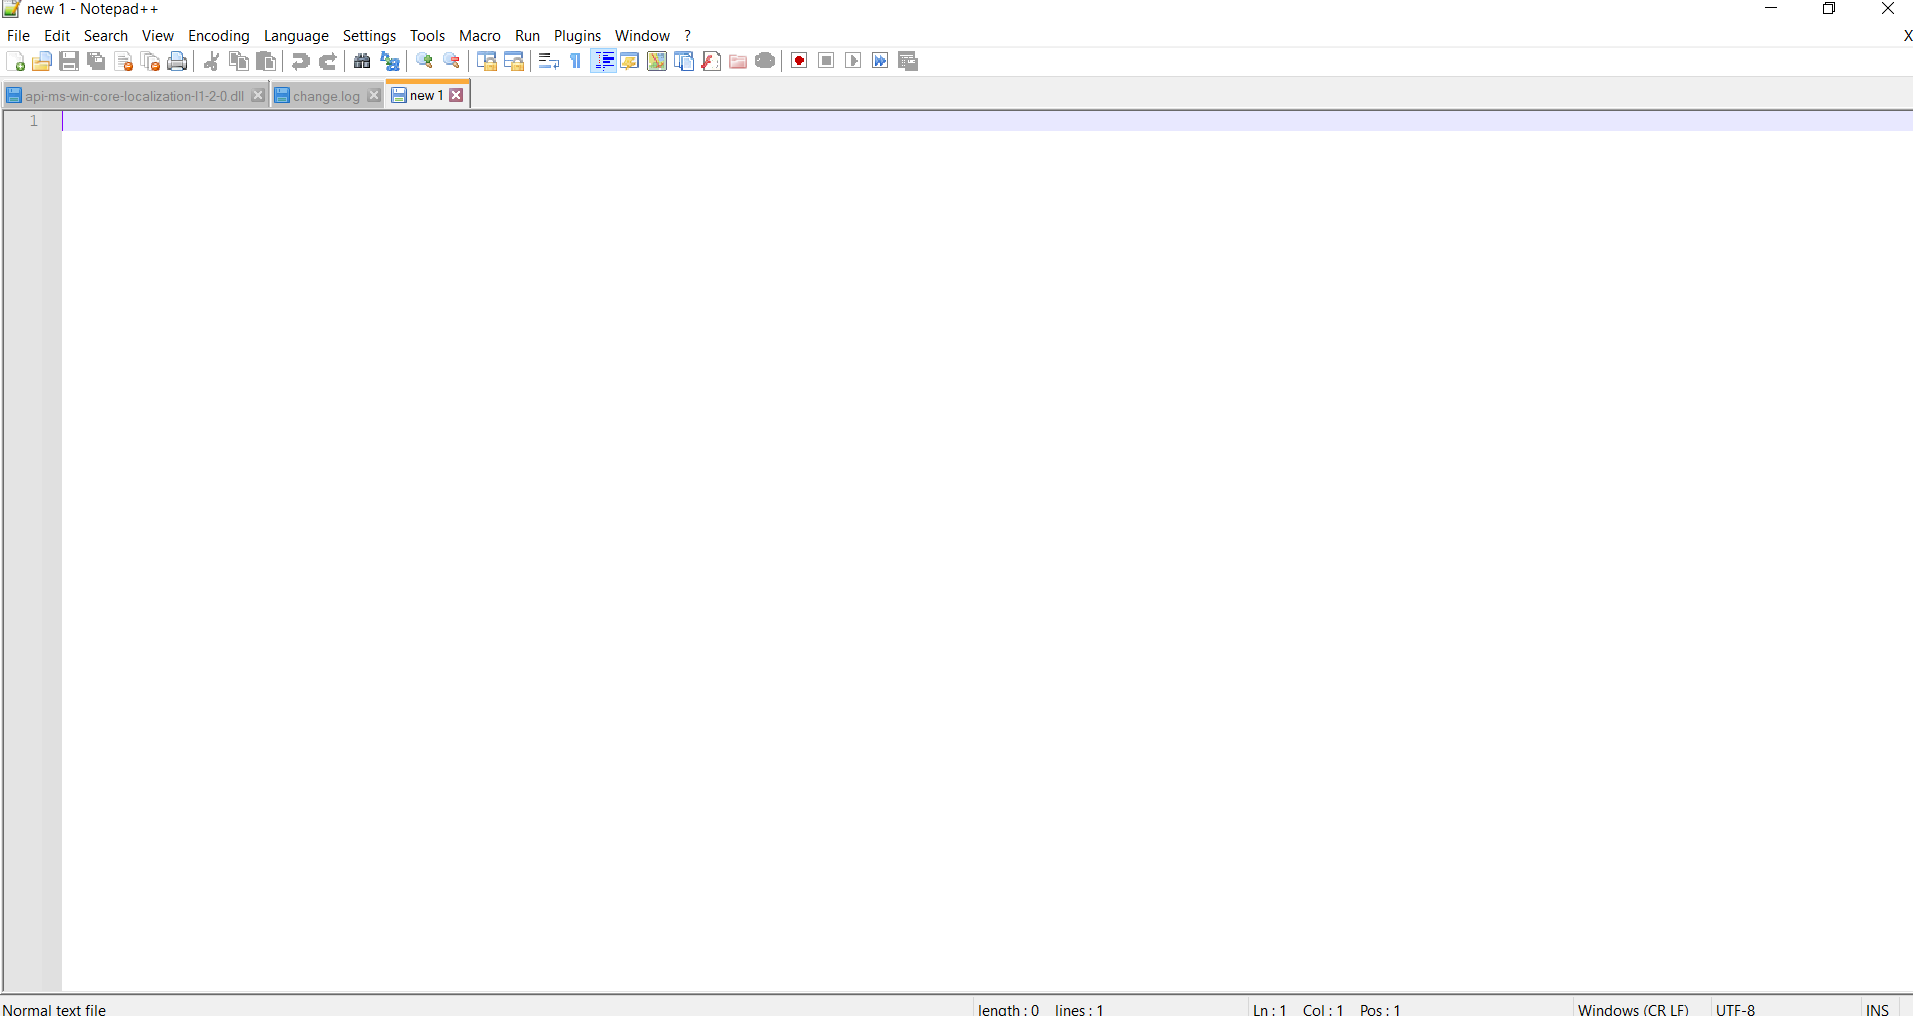 new 1 - Notepad++
File Edit Search View Encoding Language Settings Tools Macro Run Plugins Window ? X
api-ms-win-core-localization-l1-2-0.dll change.log new 1
1
Normal text file length : 0 lines : 1 Ln : 1 Col : 1 Pos : 1 Windows (CR LF) UTF-8 INS